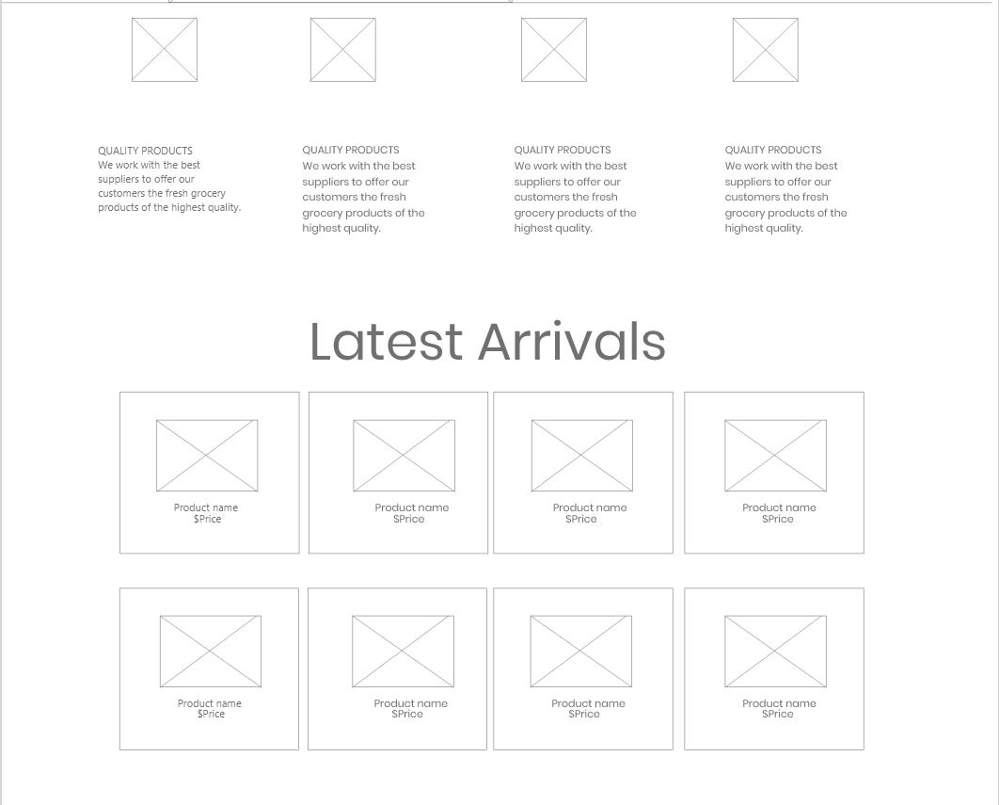 QUALITY PRODUCTS
We work with the best
suppliers to offer our
customers the fresh grocery
products of the highest quality.
QUALITY PRODUCTS
We work with the best
suppliers to offer our
customers the fresh
grocery products of the
highest quality.
QUALITY PRODUCTS
We work with the best
suppliers to offer our
customers the fresh
grocery products of the
highest quality.
QUALITY PRODUCTS
We work with the best
suppliers to offer our
customers the fresh
grocery products of the
highest quality.
Latest Arrivals
Product name
$Price
Product name
$Price
Product name
$Price
Product name
$Price
Product name
$Price
Product name
$Price
Product name
$Price
Product name
$Price